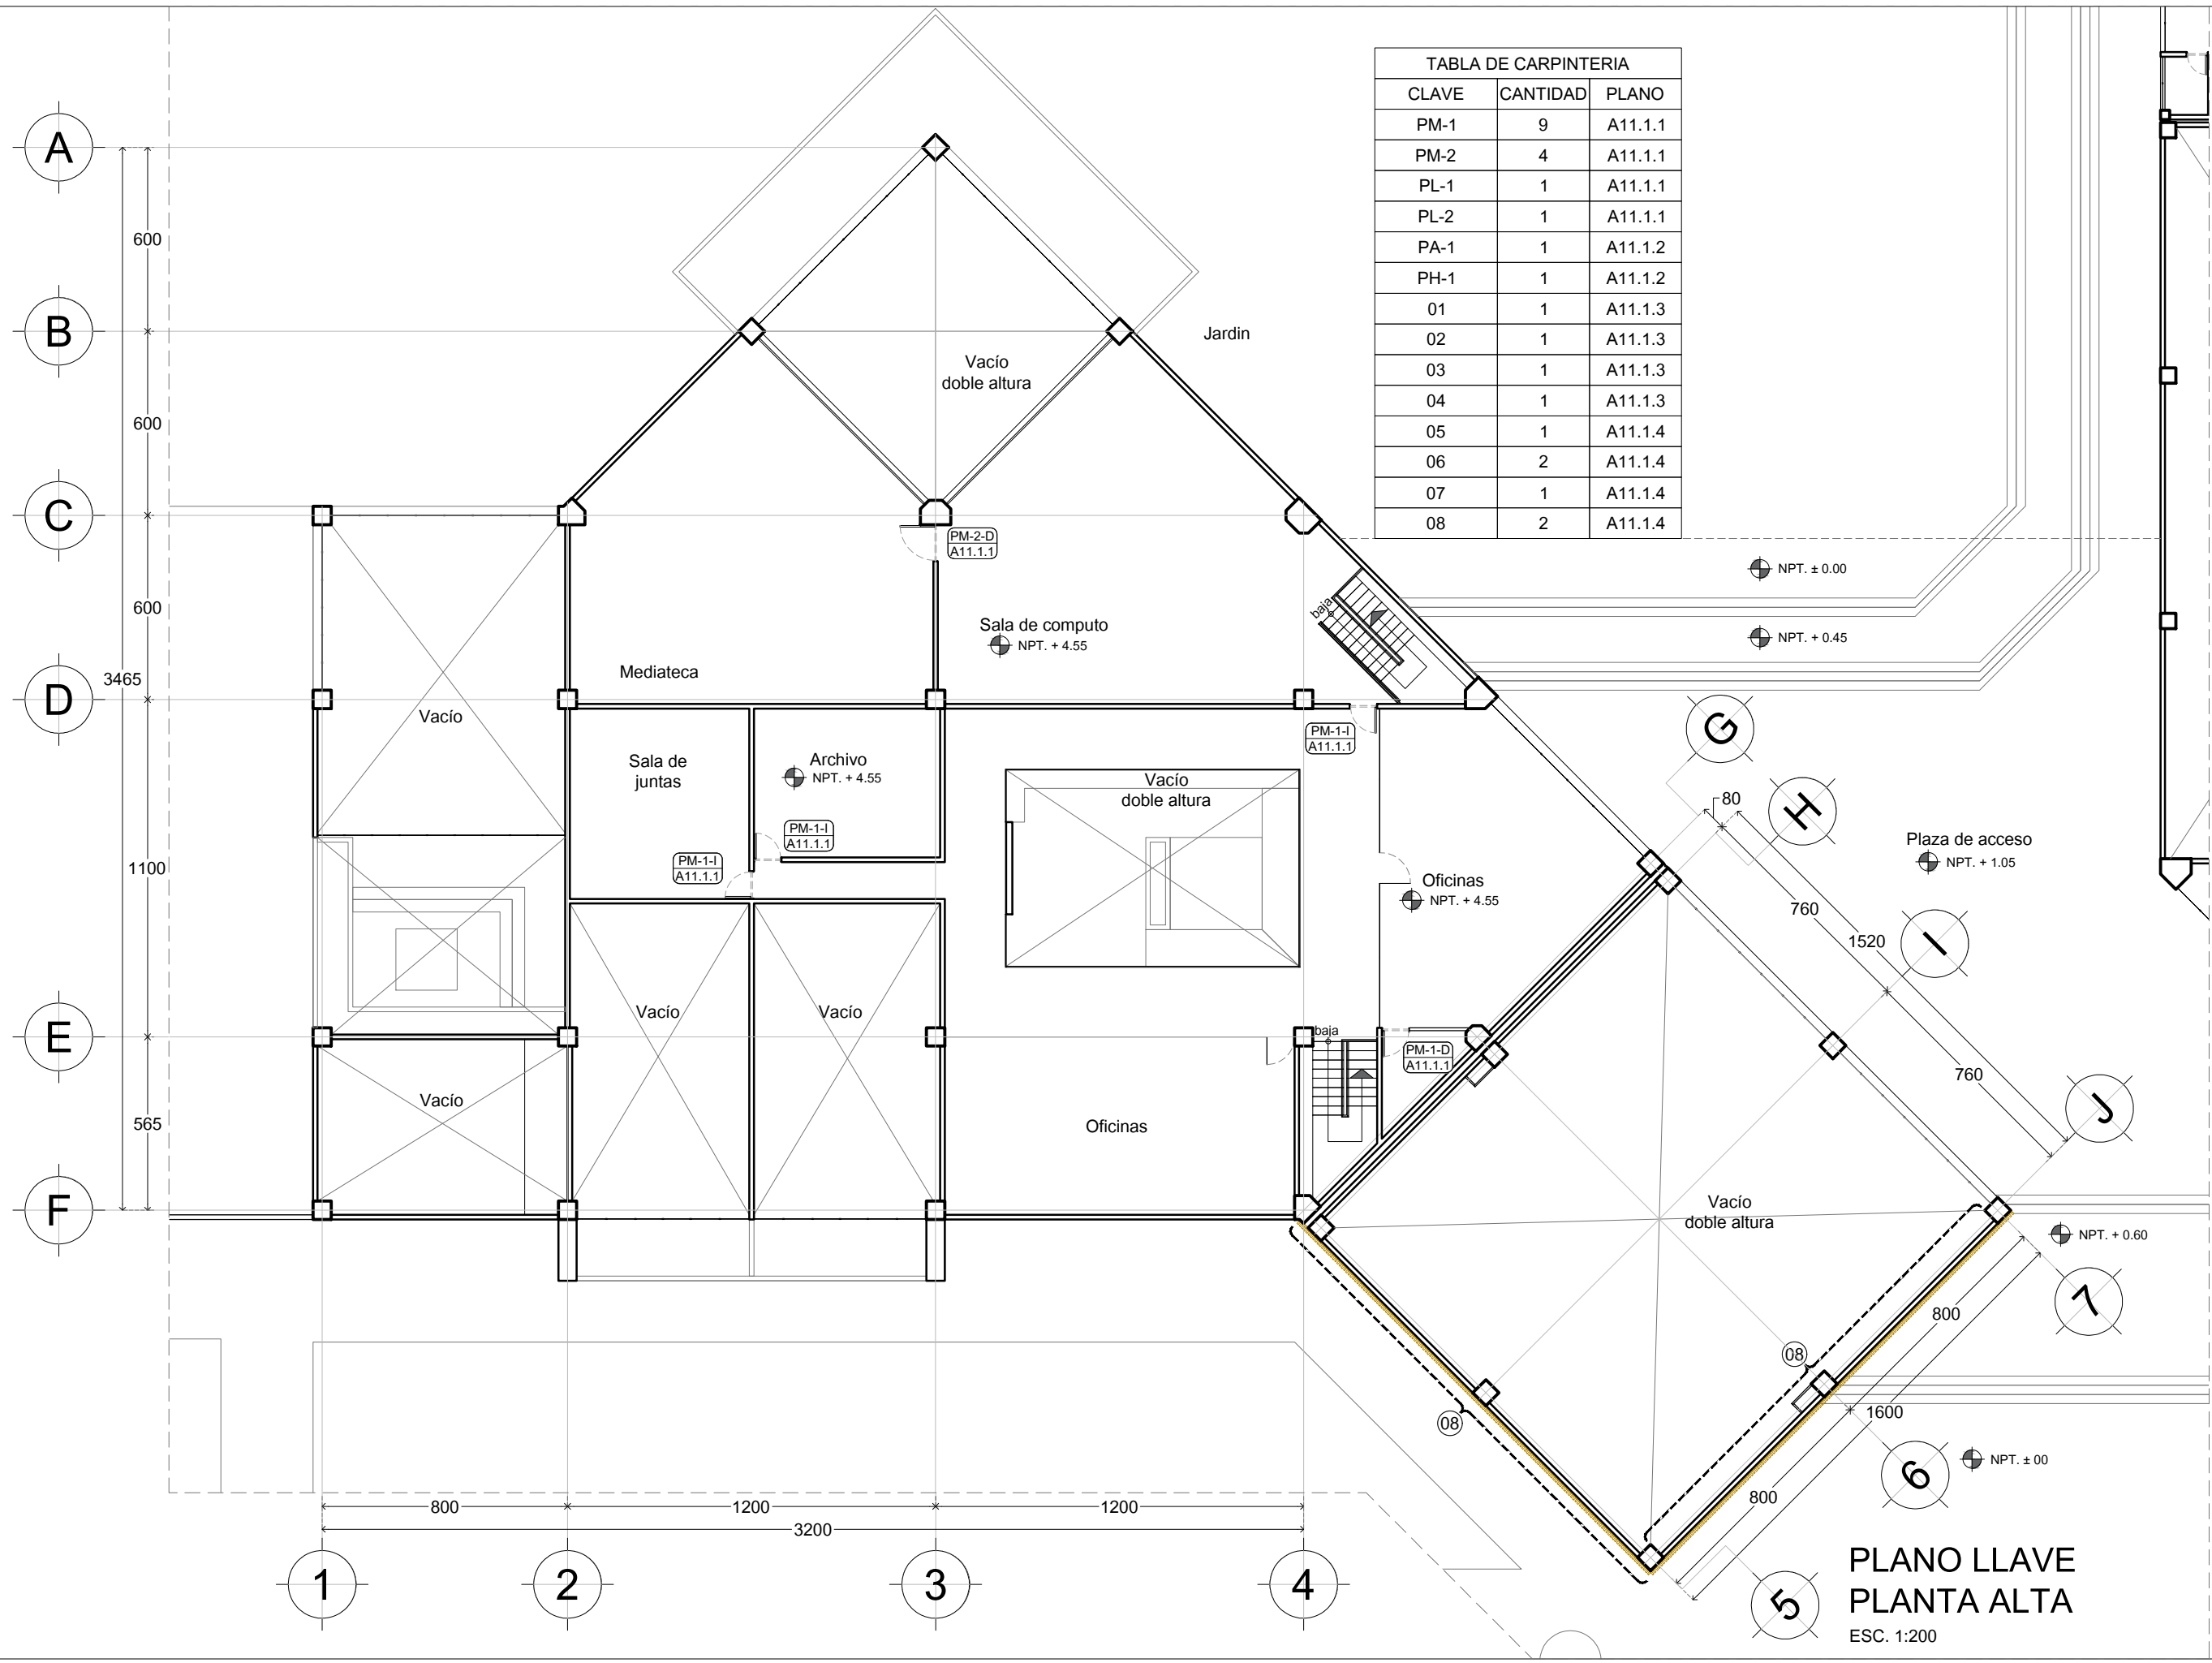 TABLA DE CARPINTERIA
CLAVE CANTIDAD PLANO
PM-1 9 A11.1.1
PM-2 4 A11.1.1
PL-1 1 A11.1.1
PL-2 1 A11.1.1
PA-1 1 A11.1.2
PH-1 1 A11.1.2
01 1 A11.1.3
02 1 A11.1.3
03 1 A11.1.3
04 1 A11.1.3
05 1 A11.1.4
06 2 A11.1.4
07 1 A11.1.4
08 2 A11.1.4
A
600
B
600
C
600
3465
D
1100
E
565
F
Jardin
Vacío
doble altura
PM-2-D
A11.1.1
Sala de computo
NPT. + 4.55
baja
NPT. ± 0.00
NPT. + 0.45
Mediateca
Vacío
Sala de
juntas
Archivo
NPT. + 4.55
PM-1-I
A11.1.1
PM-1-I
A11.1.1
PM-1-I
A11.1.1
Vacío
doble altura
Oficinas
NPT. + 4.55
G
H
80
Plaza de acceso
NPT. + 1.05
760
1520
I
760
J
Vacío
Vacío
Vacío
baja
PM-1-D
A11.1.1
Oficinas
Vacío
doble altura
NPT. + 0.60
7
800
08
08
1600
6
NPT. ± 00
800
5
800
1200
1200
3200
1
2
3
4
PLANO LLAVE
PLANTA ALTA
ESC. 1:200